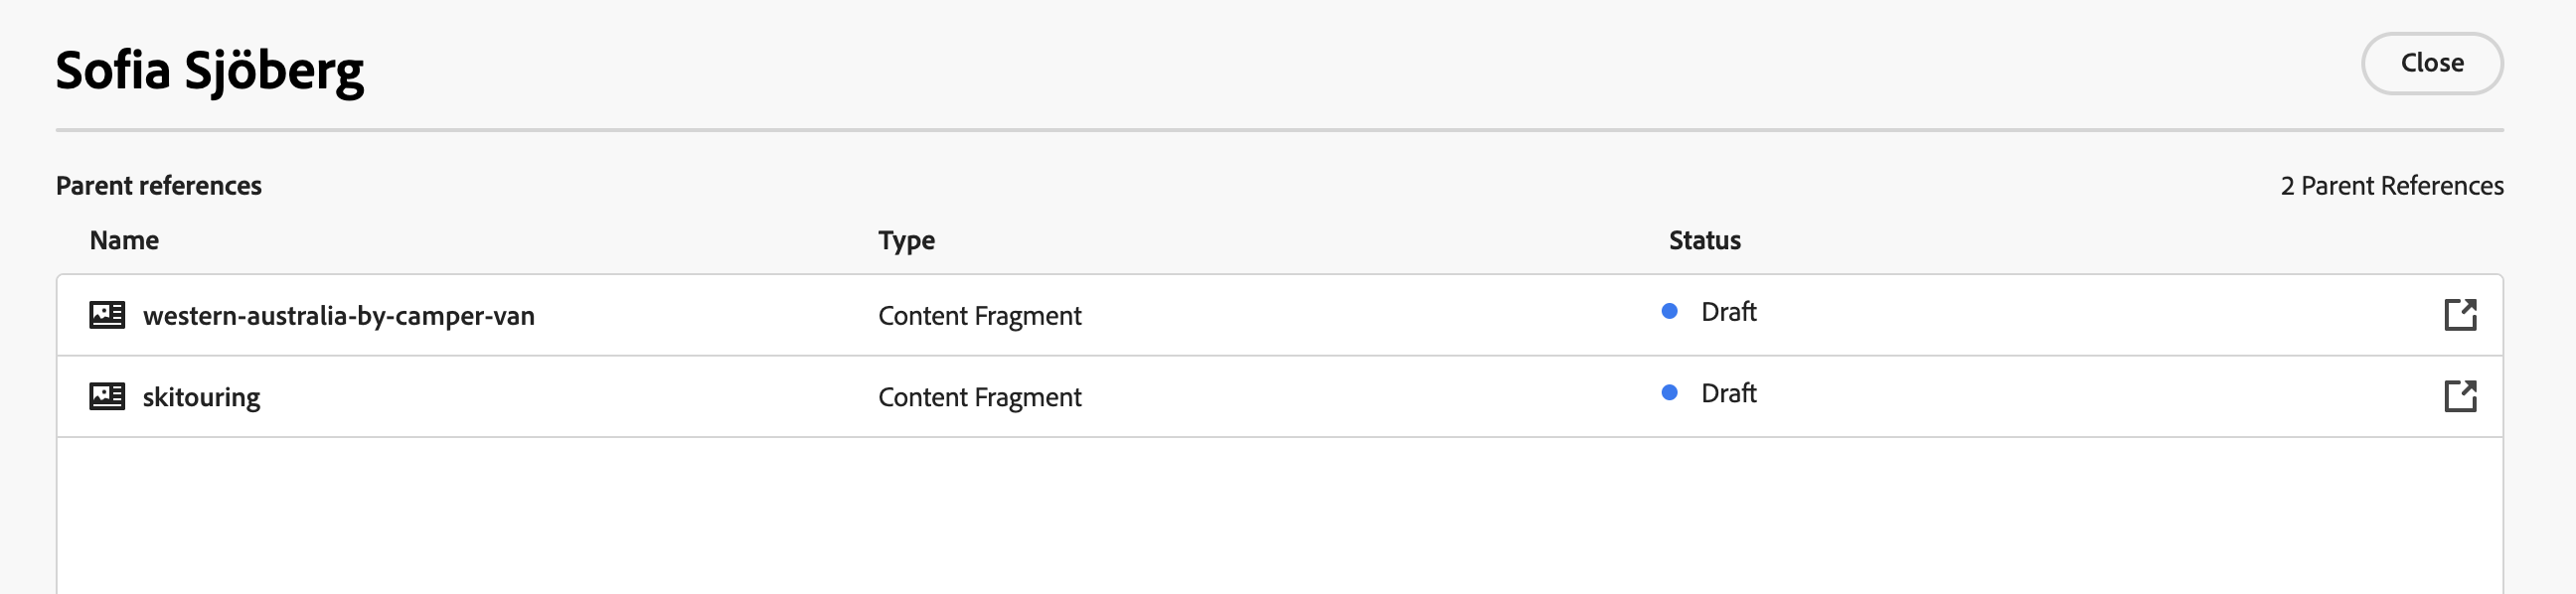 Sofia Sjöberg
Close
Parent references
2 Parent References
Name Type Status
western-australia-by-camper-van Content Fragment Draft
skitouring Content Fragment Draft